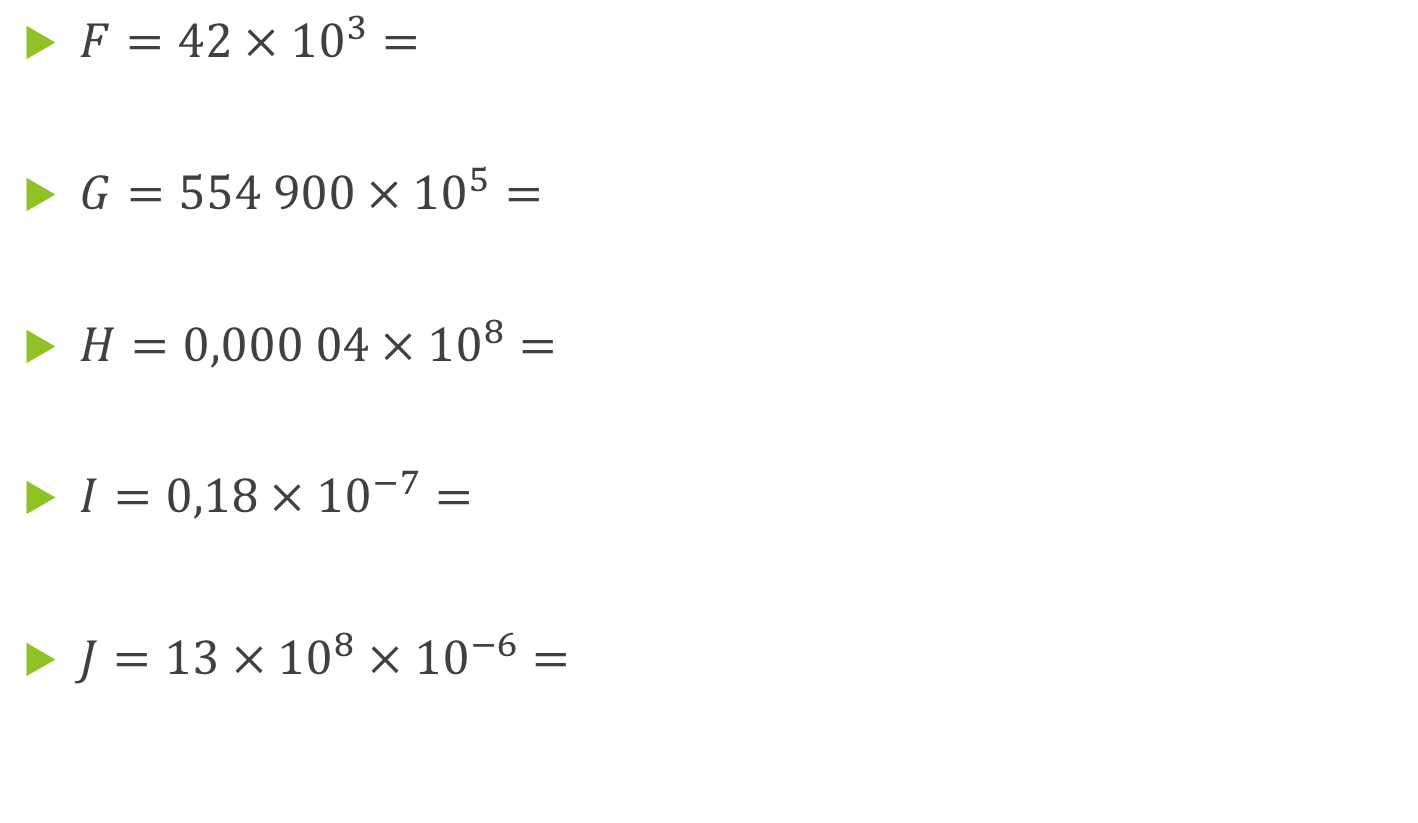 F = 42 × 10³ =
G = 554 900 × 10⁵ =
H = 0,000 04 × 10⁸ =
I = 0,18 × 10⁻⁷ =
J = 13 × 10⁸ × 10⁻⁶ =